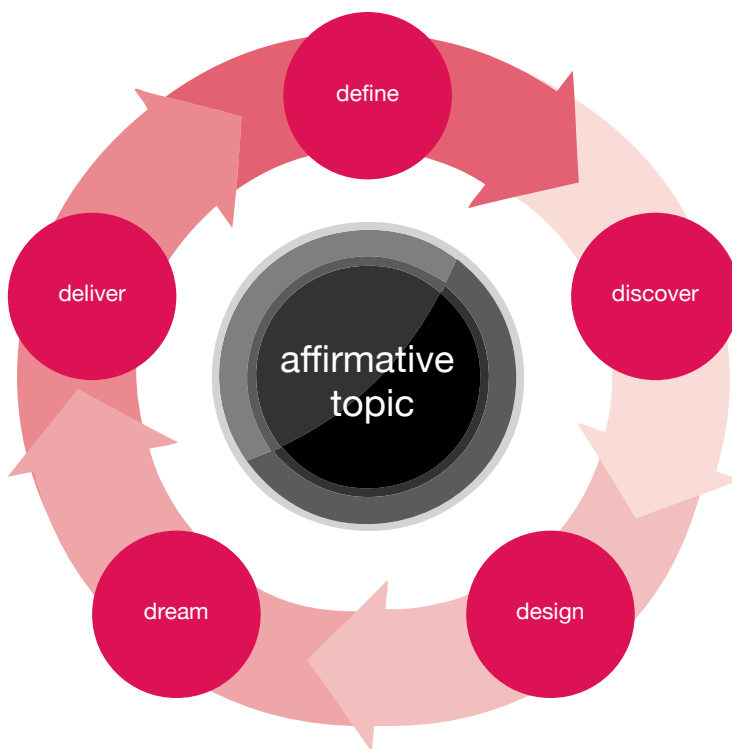 define
deliver
discover
affirmative
topic
dream
design